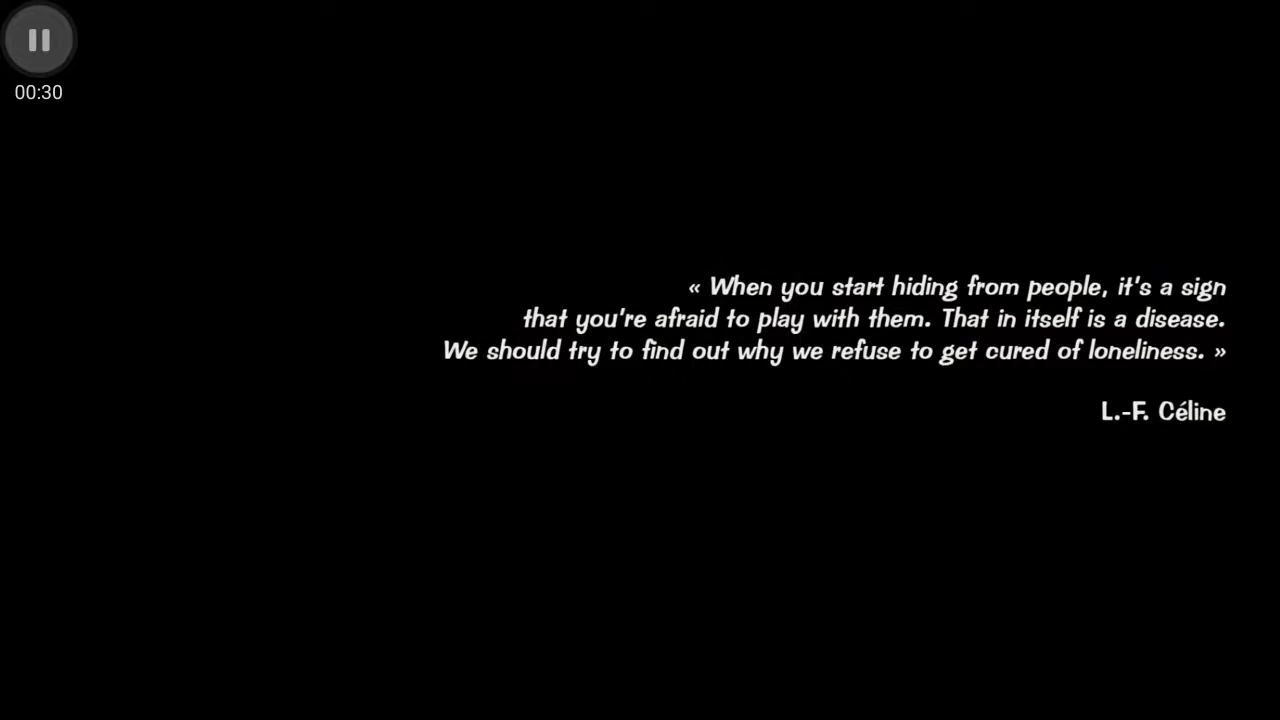 00:30
« When you start hiding from people, it's a sign
that you're afraid to play with them. That in itself is a disease.
We should try to find out why we refuse to get cured of loneliness. »
L.-F. Céline